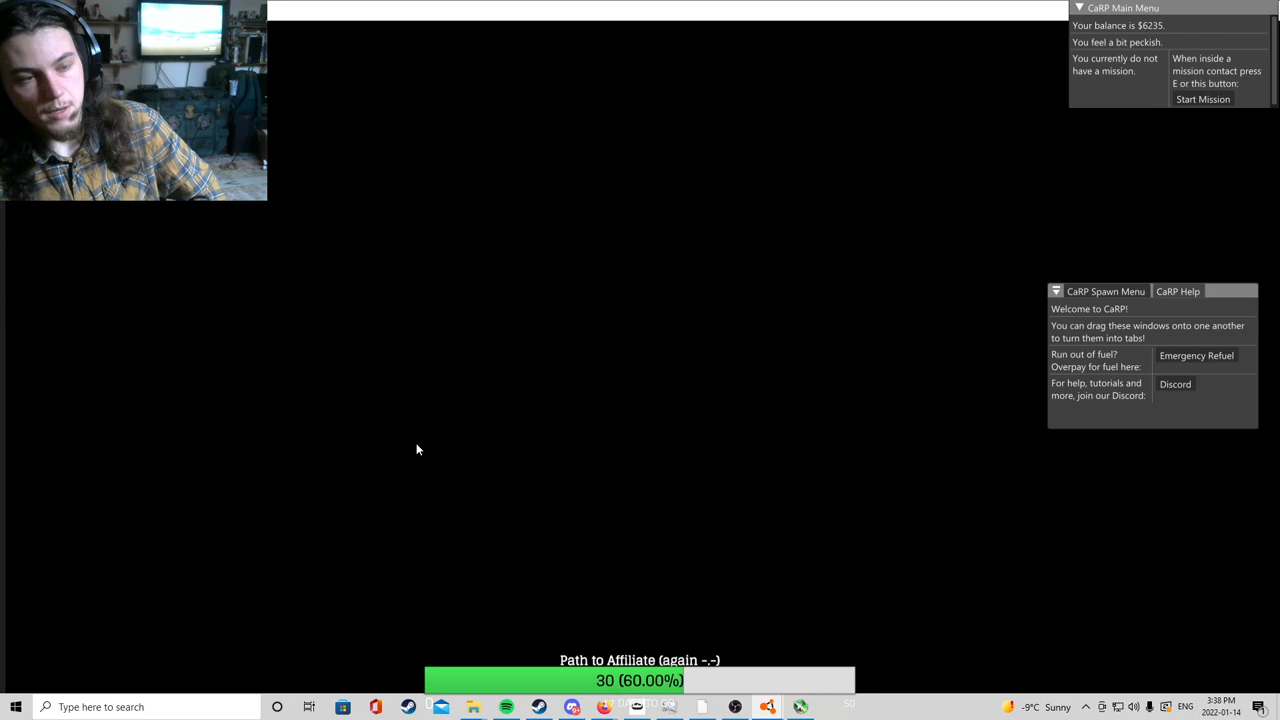 CaRP Main Menu
Your balance is $6235.
You feel a bit peckish.
You currently do not
have a mission.
When inside a
mission contact press
E or this button:
Start Mission
CaRP Spawn Menu
CaRP Help
Welcome to CaRP!
You can drag these windows onto one another
to turn them into tabs!
Run out of fuel?
Overpay for fuel here:
Emergency Refuel
For help, tutorials and
more, join our Discord:
Discord
Path to Affiliate (again -.-)
30 (60.00%)
0
50
Type here to search
-9°C Sunny
ENG
3:38 PM
2022-01-14